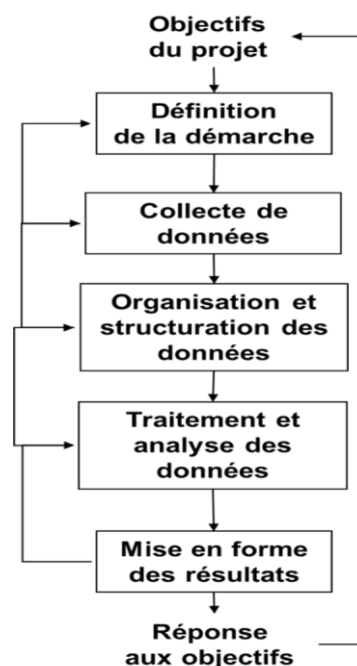 Objectifs
du projet
Définition
de la démarche
Collecte de
données
Organisation et
structuration des
données
Traitement et
analyse des
données
Mise en forme
des résultats
Réponse
aux objectifs